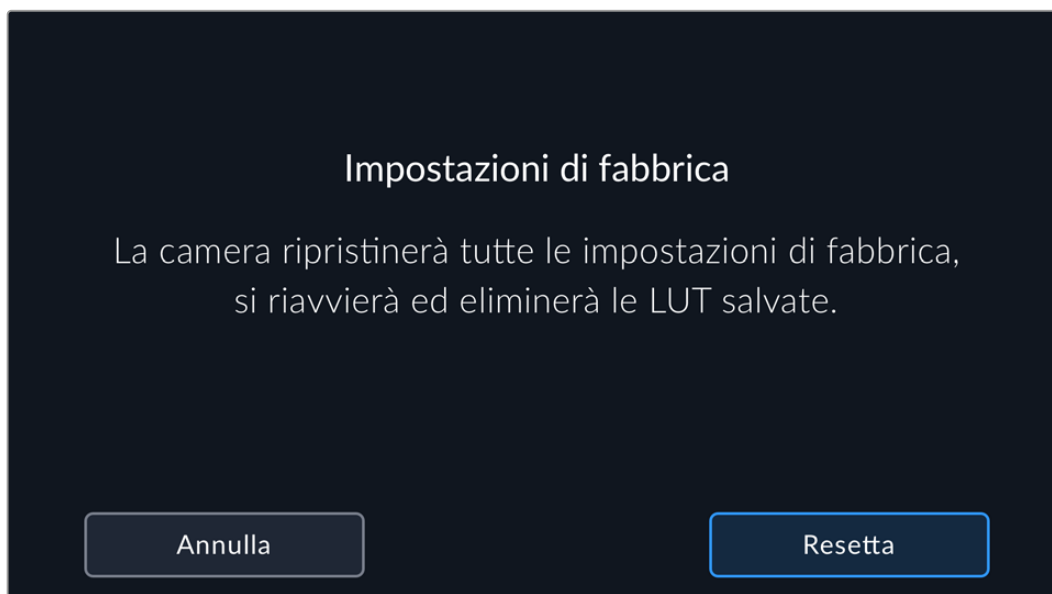 Impostazioni di fabbrica
La camera ripristinerà tutte le impostazioni di fabbrica,
si riavvierà ed eliminerà le LUT salvate.
Annulla
Resetta